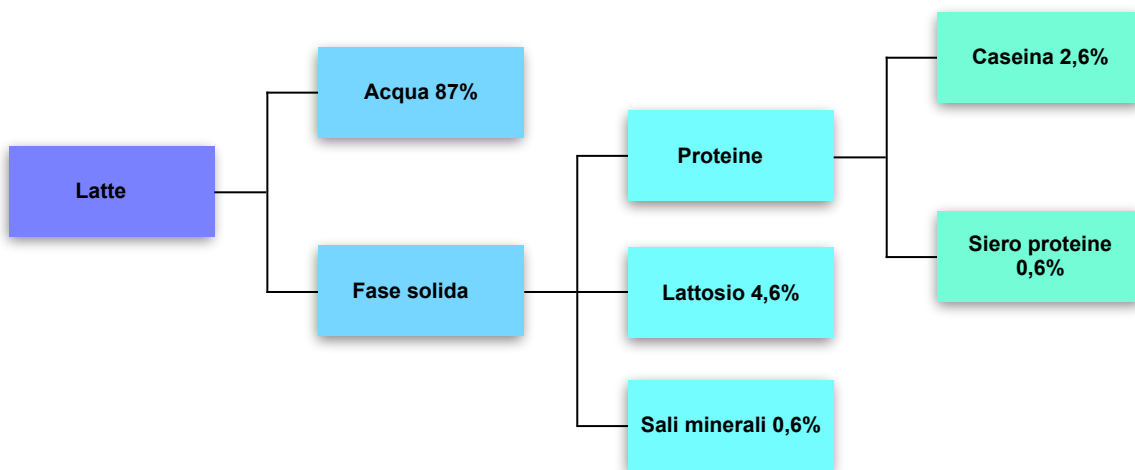 Latte
Acqua 87%
Fase solida
Proteine
Lattosio 4,6%
Sali minerali 0,6%
Caseina 2,6%
Siero proteine
0,6%